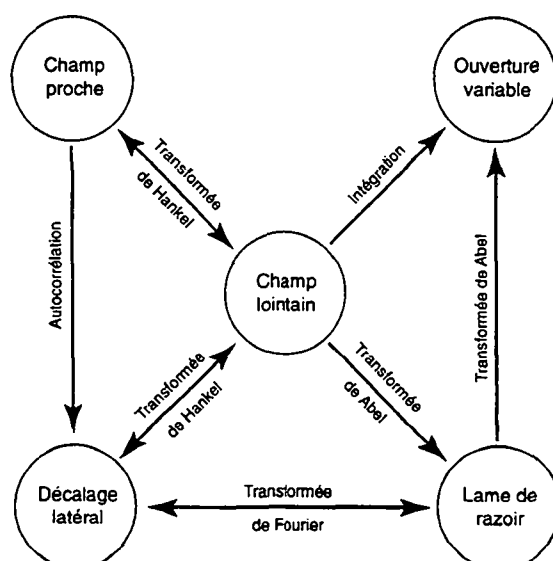 Champ
proche
Ouverture
variable
Transformée
de Hankel
Intégration
Autocorrélation
Champ
lointain
Transformée de Abel
Transformée
de Hankel
Transformée
de Abel
Décalage
latéral
Transformée
de Fourier
Lame de
razoir